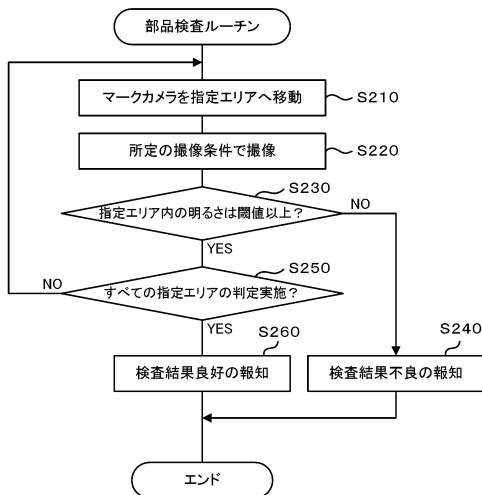 部品検査ルーチン
マークカメラを指定エリアへ移動
S210
所定の撮像条件で撮像
S220
S230
指定エリア内の明るさは閾値以上？
NO
YES
S250
NO
すべての指定エリアの判定実施？
YES
S260
S240
検査結果良好の報知
検査結果不良の報知
エンド